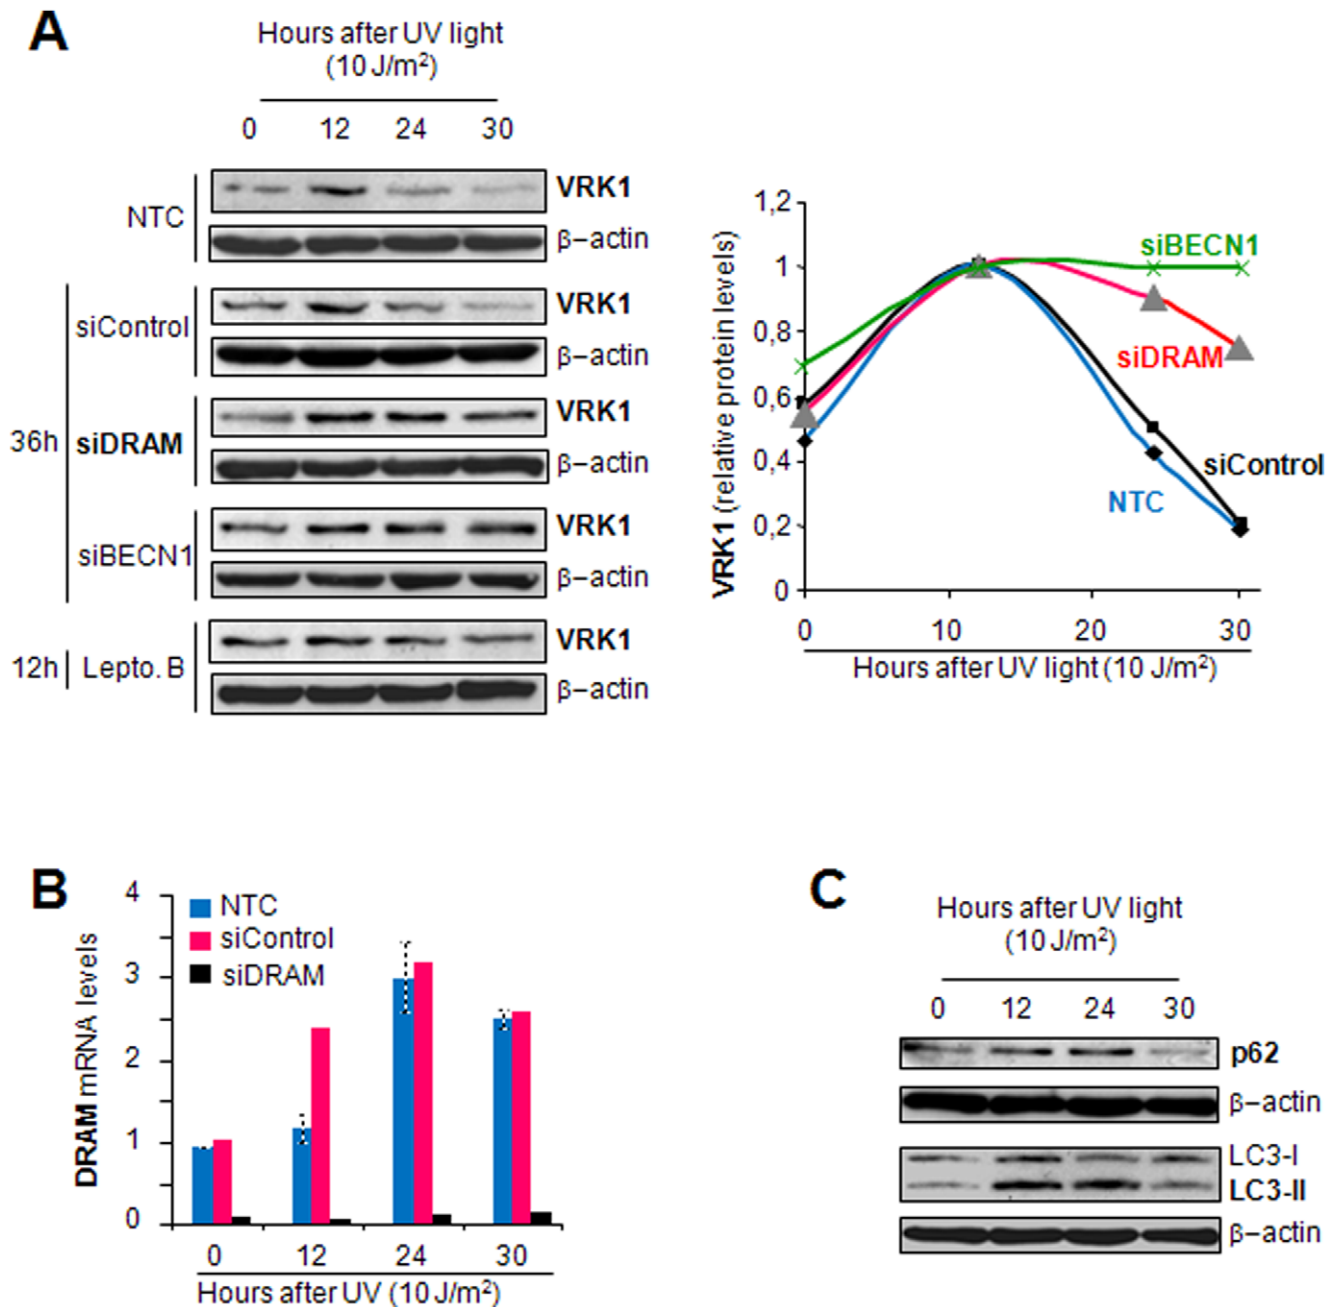 A
Hours after UV light
(10 J/m²)
0 12 24 30
NTC
VRK1
β–actin
36h
siControl
VRK1
β–actin
siDRAM
VRK1
β–actin
siBECN1
VRK1
β–actin
12h
Lepto. B
VRK1
β–actin
VRK1 (relative protein levels)
1,2
1
0,8
0,6
0,4
0,2
0
siBECN1
siDRAM
siControl
NTC
0 10 20 30
Hours after UV light (10 J/m²)
B
DRAM mRNA levels
4
3
2
1
0
NTC
siControl
siDRAM
0 12 24 30
Hours after UV (10 J/m²)
C
Hours after UV light
(10 J/m²)
0 12 24 30
p62
β–actin
LC3-I
LC3-II
β–actin